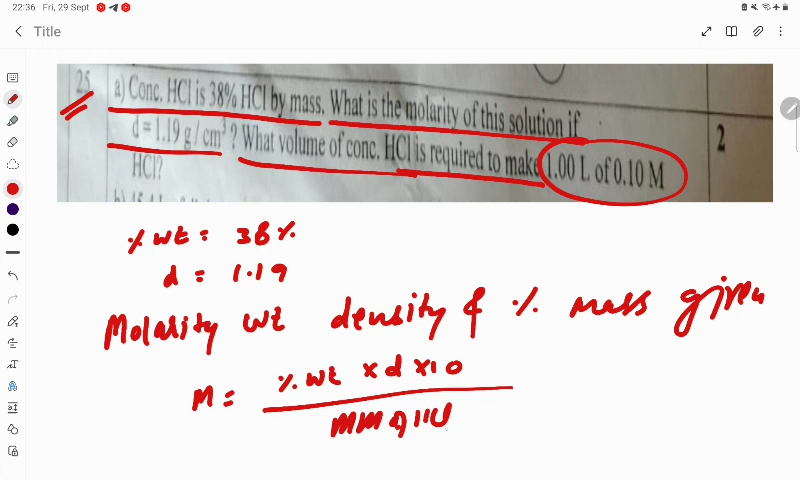 22:36 Fri, 29 Sept
Title
25 a) Conc. HCl is 38% HCl by mass. What is the molarity of this solution if
d = 1.19 g / cm³ ? What volume of conc. HCl is required to make 1.00 L of 0.10 M
HCl?
2
% wt = 38%
d = 1.19
Molarity wt density & % mass given
M = % wt x d x 10
MM of